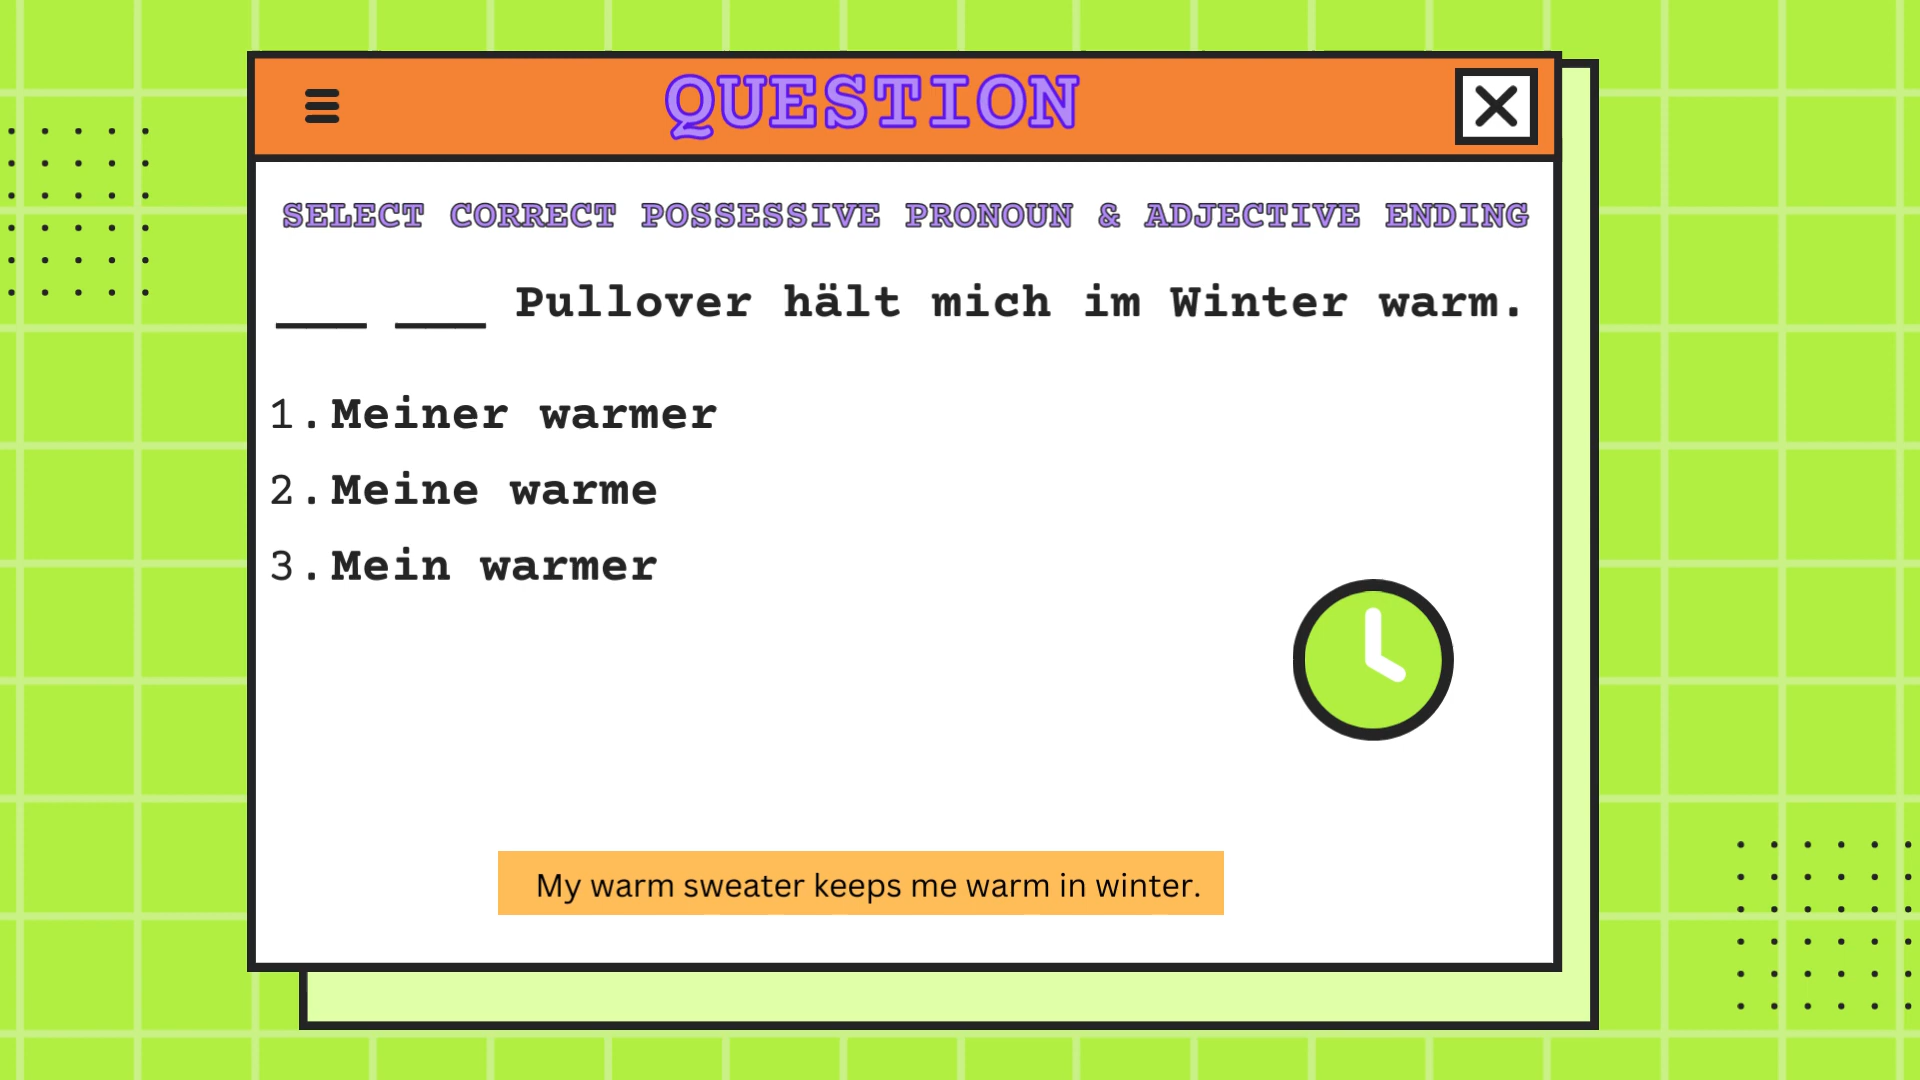 QUESTION
SELECT CORRECT POSSESSIVE PRONOUN & ADJECTIVE ENDING
___ ___ Pullover hält mich im Winter warm.
1. Meiner warmer
2. Meine warme
3. Mein warmer
My warm sweater keeps me warm in winter.